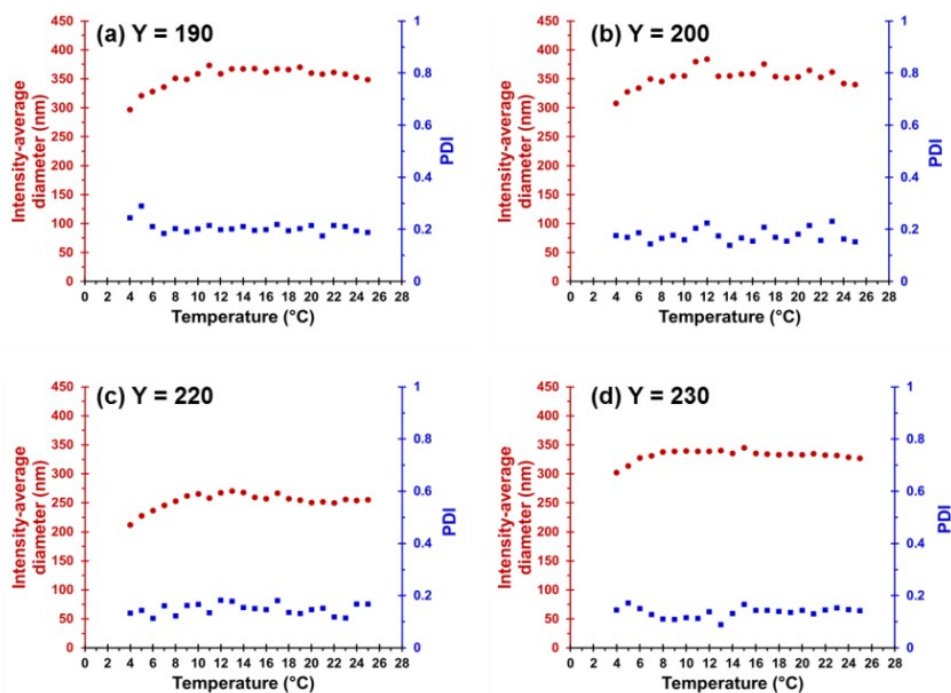 (a) Y = 190
450
400
350
300
250
200
150
100
50
0
Intensity-average
diameter (nm)
1
0.8
0.6
0.4
0.2
0
PDI
0 2 4 6 8 10 12 14 16 18 20 22 24 26 28
Temperature (°C)
(b) Y = 200
450
400
350
300
250
200
150
100
50
0
Intensity-average
diameter (nm)
1
0.8
0.6
0.4
0.2
0
PDI
0 2 4 6 8 10 12 14 16 18 20 22 24 26 28
Temperature (°C)
(c) Y = 220
450
400
350
300
250
200
150
100
50
0
Intensity-average
diameter (nm)
1
0.8
0.6
0.4
0.2
0
PDI
0 2 4 6 8 10 12 14 16 18 20 22 24 26 28
Temperature (°C)
(d) Y = 230
450
400
350
300
250
200
150
100
50
0
Intensity-average
diameter (nm)
1
0.8
0.6
0.4
0.2
0
PDI
0 2 4 6 8 10 12 14 16 18 20 22 24 26 28
Temperature (°C)